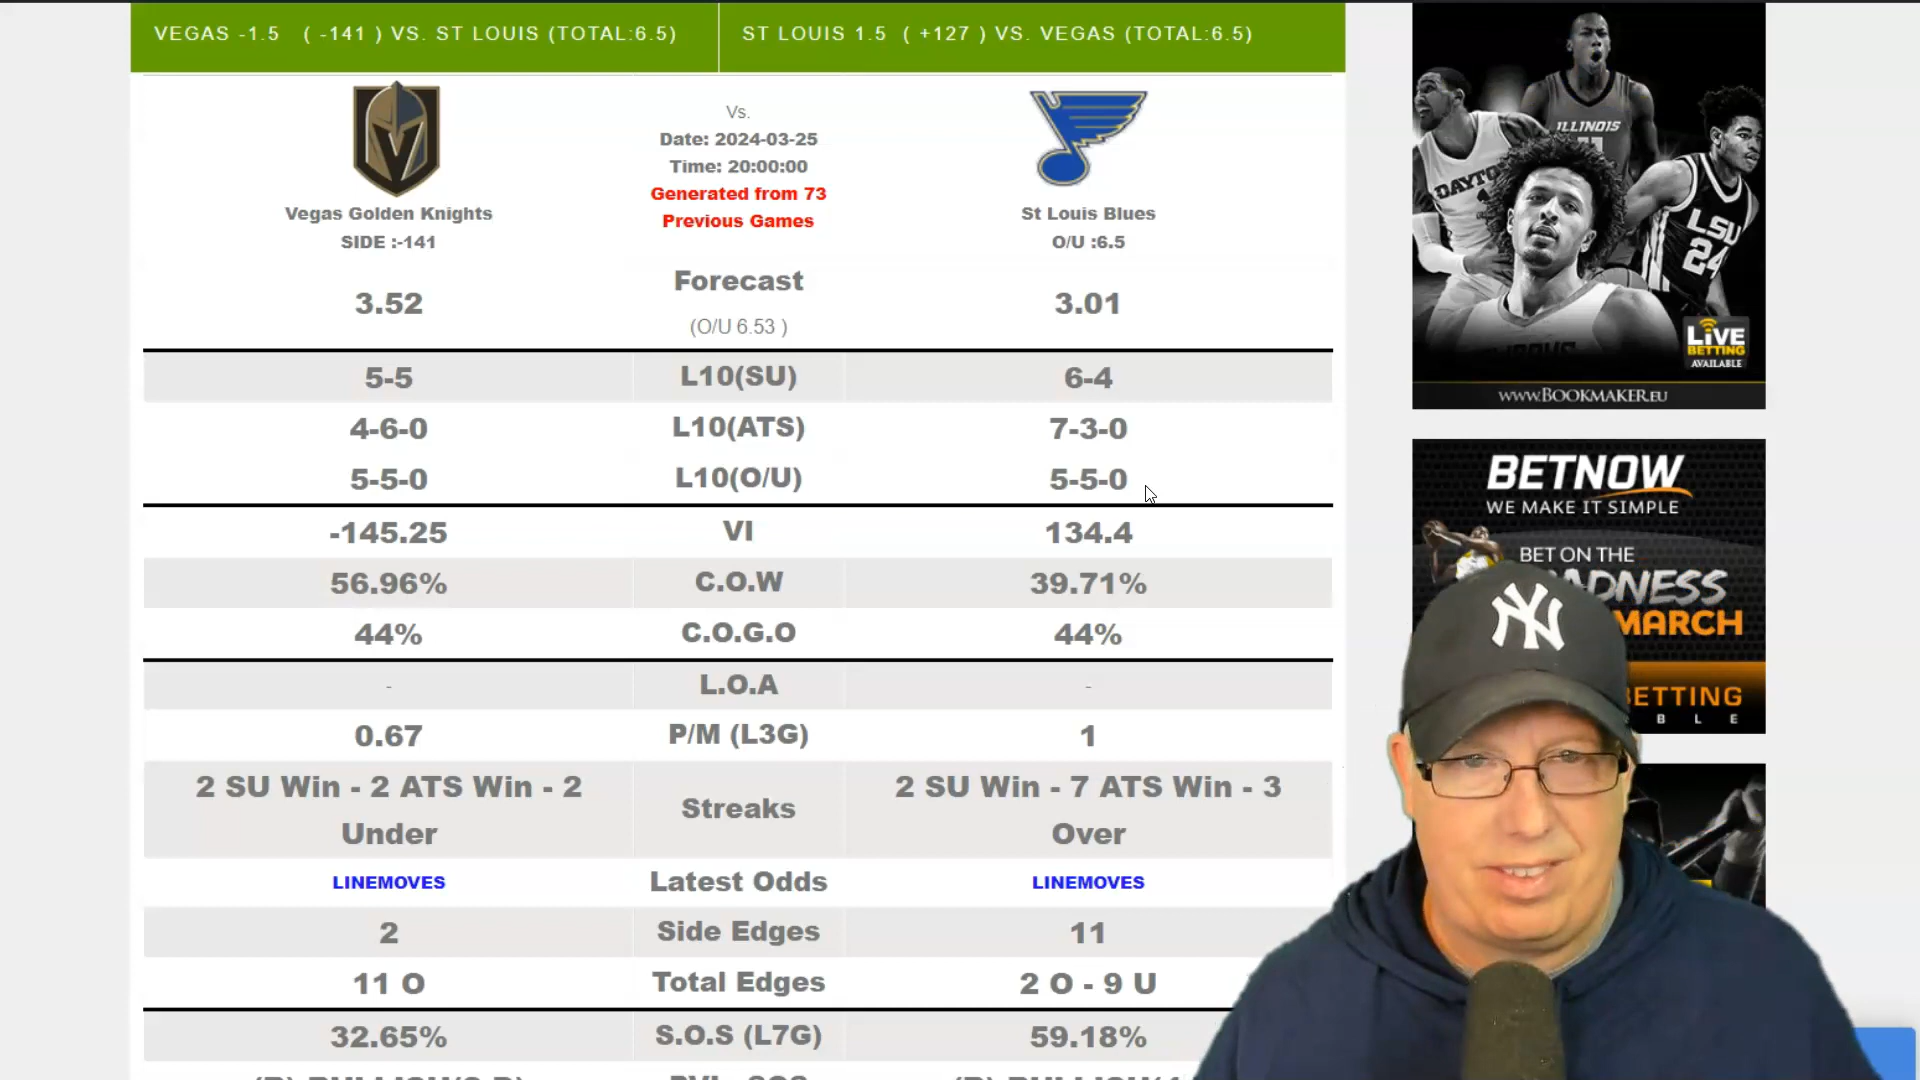 VEGAS -1.5 ( -141 ) VS. ST LOUIS (TOTAL:6.5)
ST LOUIS 1.5 ( +127 ) VS. VEGAS (TOTAL:6.5)
Vs.
Date: 2024-03-25
Time: 20:00:00
Generated from 73
Previous Games
Vegas Golden Knights
SIDE :-141
St Louis Blues
O/U :6.5
3.52 Forecast 3.01
(O/U 6.53 )
5-5 L10(SU) 6-4
4-6-0 L10(ATS) 7-3-0
5-5-0 L10(O/U) 5-5-0
-145.25 VI 134.4
56.96% C.O.W 39.71%
44% C.O.G.O 44%
- L.O.A -
0.67 P/M (L3G) 1
2 SU Win - 2 ATS Win - 2
Under
Streaks
2 SU Win - 7 ATS Win - 3
Over
LINEMOVES Latest Odds LINEMOVES
2 Side Edges 11
11 O Total Edges 2 O - 9 U
32.65% S.O.S (L7G) 59.18%
ILLINOIS
DAYTO
LSU
24
LiVE
BETTING
AVAILABLE
www.BOOKMAKER.EU
BETNOW
WE MAKE IT SIMPLE
BET ON THE
ADNESS
MARCH
BETTING
B L E
NY